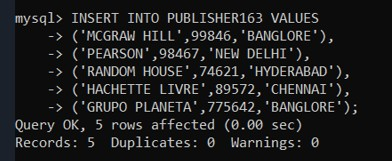 mysql> INSERT INTO PUBLISHER163 VALUES
-> ('MCGRAW HILL',99846,'BANGLORE'),
-> ('PEARSON',98467,'NEW DELHI'),
-> ('RANDOM HOUSE',74621,'HYDERABAD'),
-> ('HACHETTE LIVRE',89572,'CHENNAI'),
-> ('GRUPO PLANETA',775642,'BANGLORE');
Query OK, 5 rows affected (0.00 sec)
Records: 5  Duplicates: 0  Warnings: 0